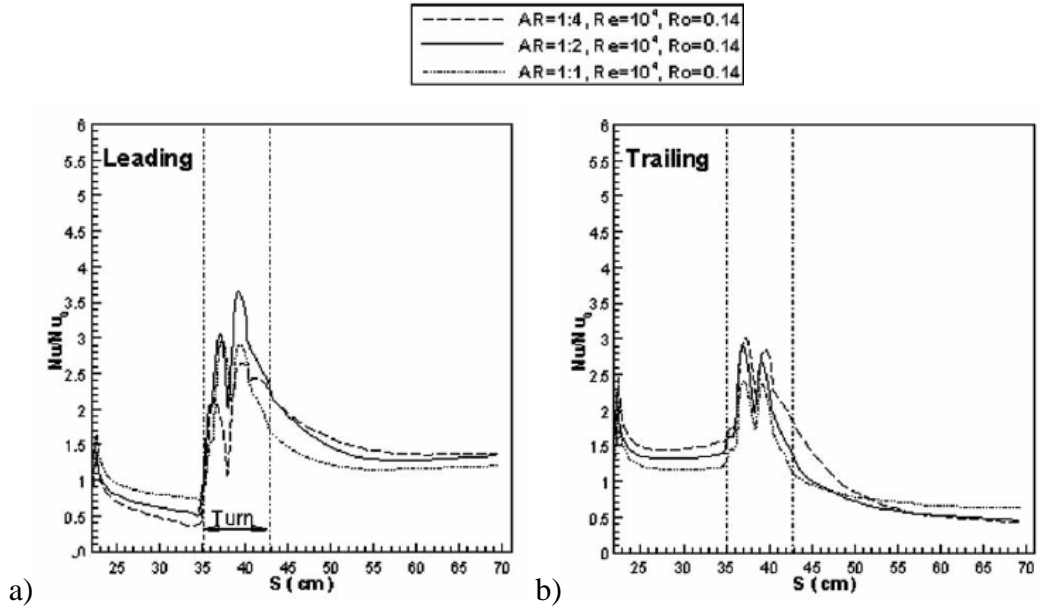 AR=1:4, Re=10⁴, Ro=0.14
AR=1:2, Re=10⁴, Ro=0.14
AR=1:1, Re=10⁴, Ro=0.14
a)
Leading
Nu/Nu₀
6
5.5
5
4.5
4
3.5
3
2.5
2
1.5
1
0.5
0
Turn
25 30 35 40 45 50 55 60 65 70
S (cm)
b)
Trailing
6
5.5
5
4.5
4
3.5
3
2.5
2
1.5
1
0.5
0
Nu/Nu₀
25 30 35 40 45 50 55 60 65 70
S (cm)